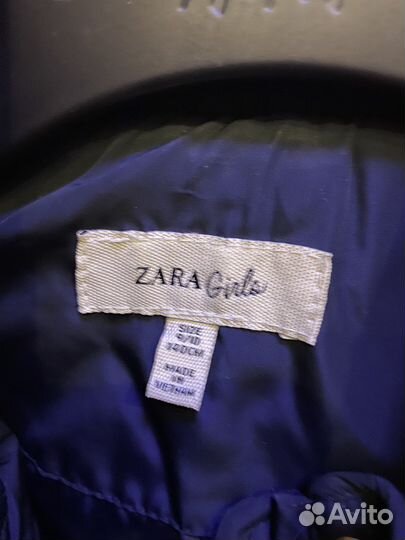 ZARA Girls
SIZE
9/10
140CM
MADE
IN
VIETNAM
Avito